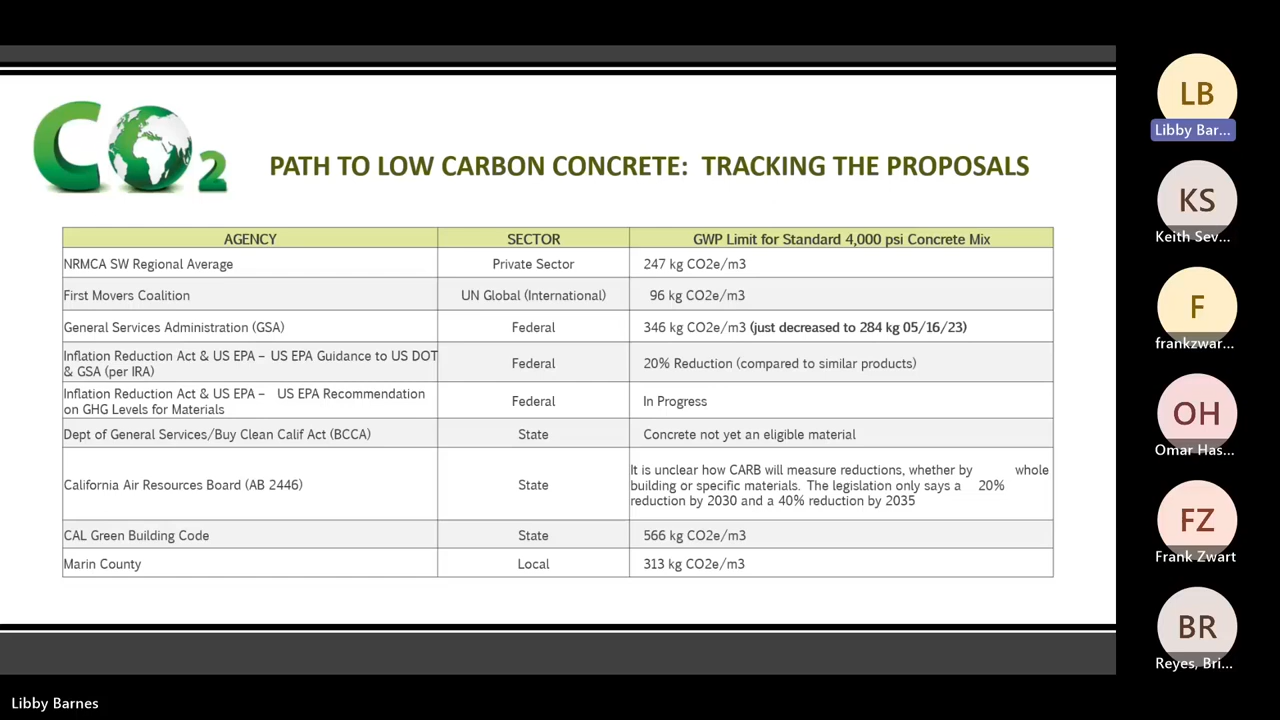 CO2
PATH TO LOW CARBON CONCRETE: TRACKING THE PROPOSALS
AGENCY SECTOR GWP Limit for Standard 4,000 psi Concrete Mix
NRMCA SW Regional Average Private Sector 247 kg CO2e/m3
First Movers Coalition UN Global (International) 96 kg CO2e/m3
General Services Administration (GSA) Federal 346 kg CO2e/m3 (just decreased to 284 kg 05/16/23)
Inflation Reduction Act & US EPA – US EPA Guidance to US DOT
& GSA (per IRA) Federal 20% Reduction (compared to similar products)
Inflation Reduction Act & US EPA – US EPA Recommendation
on GHG Levels for Materials Federal In Progress
Dept of General Services/Buy Clean Calif Act (BCCA) State Concrete not yet an eligible material
California Air Resources Board (AB 2446) State It is unclear how CARB will measure reductions, whether by whole
building or specific materials. The legislation only says a 20%
reduction by 2030 and a 40% reduction by 2035
CAL Green Building Code State 566 kg CO2e/m3
Marin County Local 313 kg CO2e/m3
LB
Libby Bar...
KS
Keith Sev...
F
frankzwar...
OH
Omar Has...
FZ
Frank Zwart
BR
Reyes, Bri...
Libby Barnes